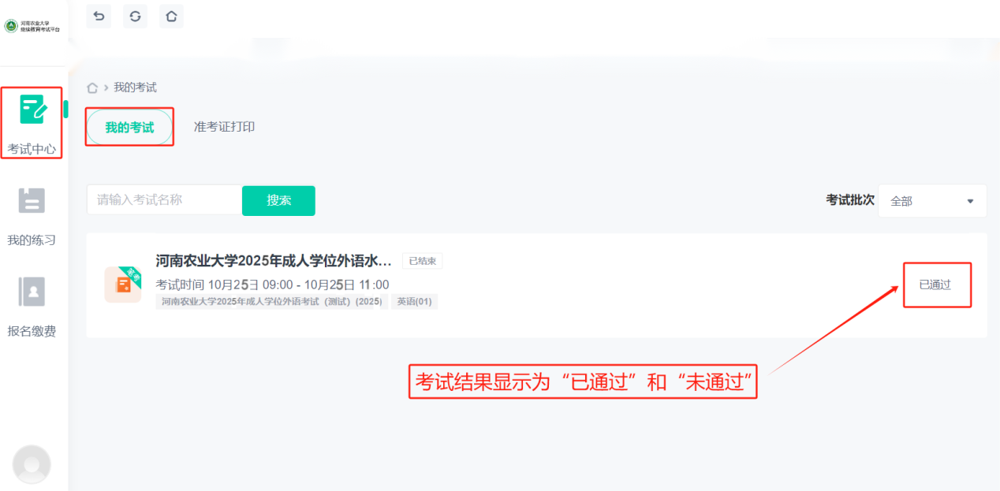 河南农业大学
继续教育考试平台
我的考试
考试中心
我的考试
准考证打印
请输入考试名称
搜索
考试批次
全部
我的练习
河南农业大学2025年成人学位外语水...
已结束
考试时间 10月25日 09:00 - 10月25日 11:00
河南农业大学2025年成人学位外语考试（测试）(2025)
英语(01)
已通过
报名缴费
考试结果显示为“已通过”和“未通过”